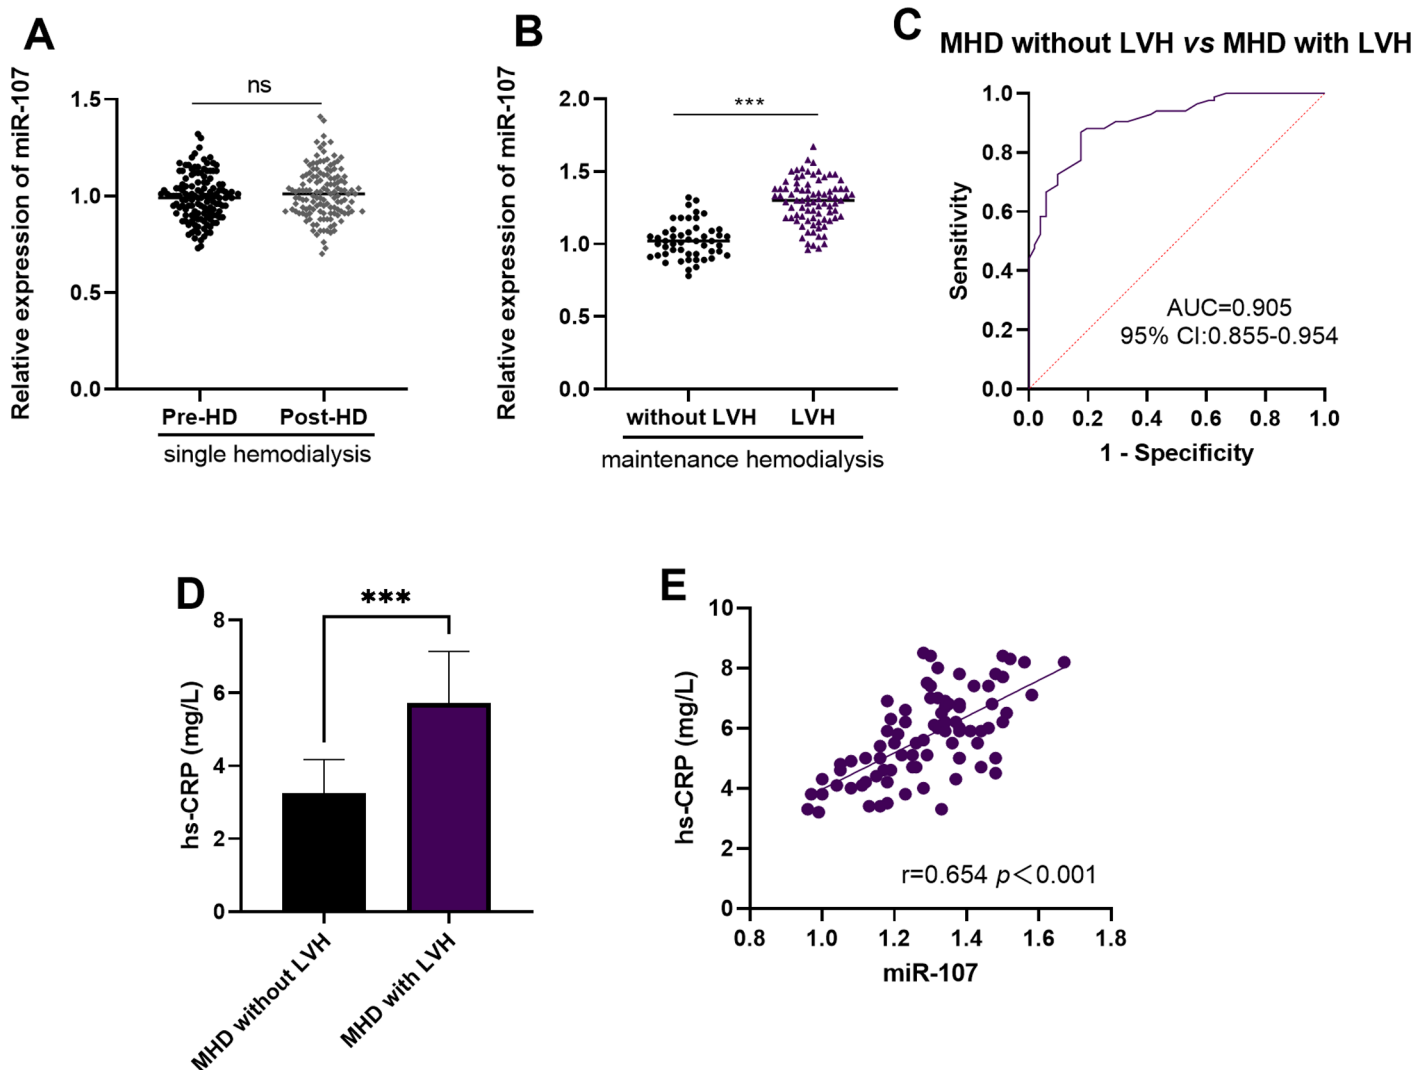 A
Relative expression of miR-107
1.5
1.0
0.5
0.0
ns
Pre-HD
Post-HD
single hemodialysis
B
Relative expression of miR-107
2.0
1.5
1.0
0.5
0.0
***
without LVH
LVH
maintenance hemodialysis
C
MHD without LVH vs MHD with LVH
Sensitivity
1.0
0.8
0.6
0.4
0.2
0.0
AUC=0.905
95% CI:0.855-0.954
0.0 0.2 0.4 0.6 0.8 1.0
1 - Specificity
D
hs-CRP (mg/L)
8
6
4
2
0
***
MHD without LVH
MHD with LVH
E
hs-CRP (mg/L)
10
8
6
4
2
0
r=0.654 p<0.001
0.8 1.0 1.2 1.4 1.6 1.8
miR-107